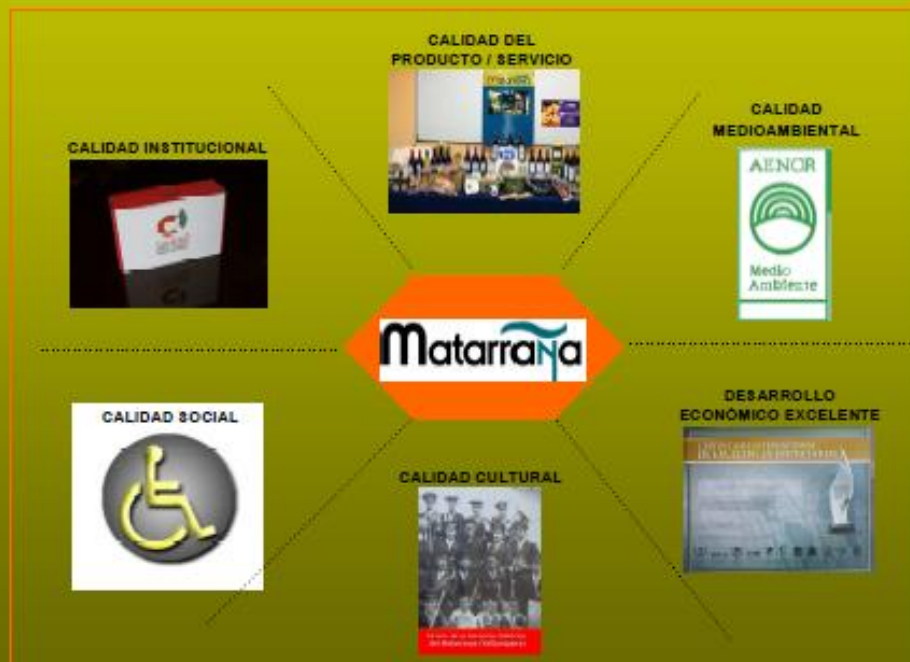 CALIDAD DEL
PRODUCTO / SERVICIO
CALIDAD
MEDIOAMBIENTAL
AENOR
Medio
Ambiente
CALIDAD INSTITUCIONAL
Matarraña
CALIDAD SOCIAL
CALIDAD CULTURAL
DESARROLLO
ECONÓMICO EXCELENTE